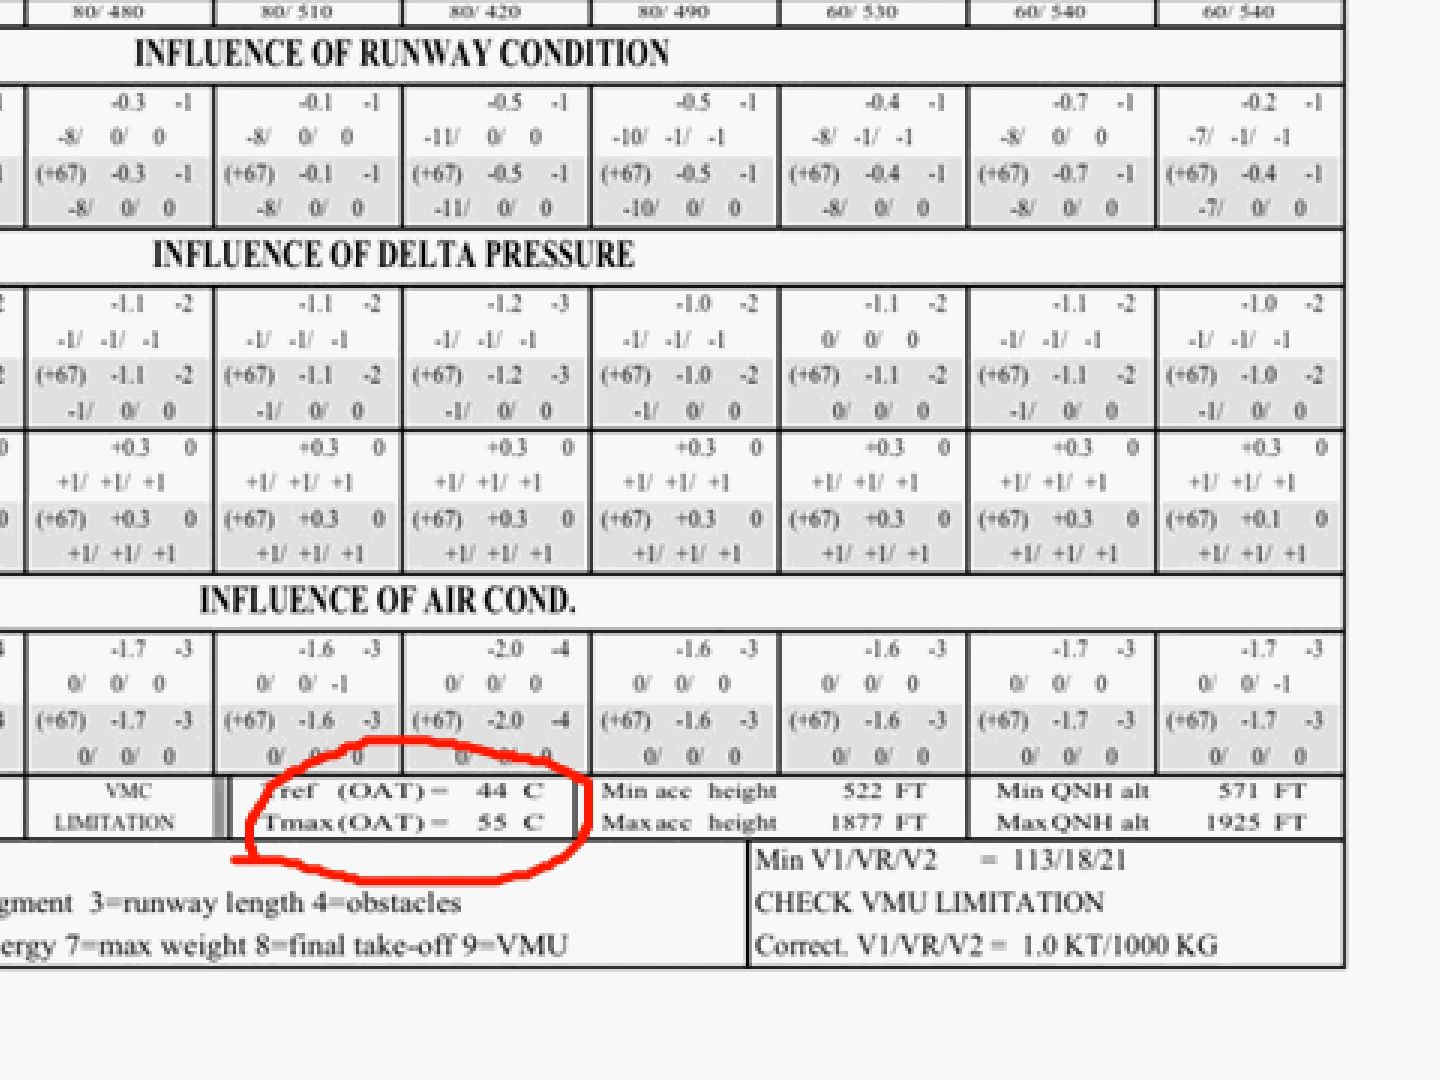 80/ 480 80/ 510 80/ 420 80/ 490 60/ 530 60/ 540 60/ 540
INFLUENCE OF RUNWAY CONDITION
-0.3 -1 -0.1 -1 -0.5 -1 -0.5 -1 -0.4 -1 -0.7 -1 -0.2 -1
-8/ 0/ 0 -8/ 0/ 0 -11/ 0/ 0 -10/ -1/ -1 -8/ -1/ -1 -8/ 0/ 0 -7/ -1/ -1
(+67) -0.3 -1 (+67) -0.1 -1 (+67) -0.5 -1 (+67) -0.5 -1 (+67) -0.4 -1 (+67) -0.7 -1 (+67) -0.4 -1
-8/ 0/ 0 -8/ 0/ 0 -11/ 0/ 0 -10/ 0/ 0 -8/ 0/ 0 -8/ 0/ 0 -7/ 0/ 0
INFLUENCE OF DELTA PRESSURE
2 -1.1 -2 -1.1 -2 -1.2 -3 -1.0 -2 -1.1 -2 -1.1 -2 -1.0 -2
-1/ -1/ -1 -1/ -1/ -1 -1/ -1/ -1 -1/ -1/ -1 0/ 0/ 0 -1/ -1/ -1 -1/ -1/ -1
2 (+67) -1.1 -2 (+67) -1.1 -2 (+67) -1.2 -3 (+67) -1.0 -2 (+67) -1.1 -2 (+67) -1.1 -2 (+67) -1.0 -2
-1/ 0/ 0 -1/ 0/ 0 -1/ 0/ 0 -1/ 0/ 0 0/ 0/ 0 -1/ 0/ 0 -1/ 0/ 0
0 +0.3 0 +0.3 0 +0.3 0 +0.3 0 +0.3 0 +0.3 0 +0.3 0
+1/ +1/ +1 +1/ +1/ +1 +1/ +1/ +1 +1/ +1/ +1 +1/ +1/ +1 +1/ +1/ +1 +1/ +1/ +1
0 (+67) +0.3 0 (+67) +0.3 0 (+67) +0.3 0 (+67) +0.3 0 (+67) +0.3 0 (+67) +0.3 0 (+67) +0.1 0
+1/ +1/ +1 +1/ +1/ +1 +1/ +1/ +1 +1/ +1/ +1 +1/ +1/ +1 +1/ +1/ +1 +1/ +1/ +1
INFLUENCE OF AIR COND.
4 -1.7 -3 -1.6 -3 -2.0 -4 -1.6 -3 -1.6 -3 -1.7 -3 -1.7 -3
0/ 0/ 0 0/ 0/ -1 0/ 0/ 0 0/ 0/ 0 0/ 0/ 0 0/ 0/ 0 0/ 0/ -1
(+67) -1.7 -3 (+67) -1.6 -3 (+67) -2.0 -4 (+67) -1.6 -3 (+67) -1.6 -3 (+67) -1.7 -3 (+67) -1.7 -3
0/ 0/ 0 0/ 0/ 0 0/ 0/ 0 0/ 0/ 0 0/ 0/ 0 0/ 0/ 0 0/ 0/ 0
VMC Tref (OAT) = 44 C Min acc height 522 FT Min QNH alt 571 FT
LIMITATION Tmax (OAT) = 55 C Max acc height 1877 FT Max QNH alt 1925 FT
Min V1/VR/V2 = 113/18/21
gment 3=runway length 4=obstacles CHECK VMU LIMITATION
ergy 7=max weight 8=final take-off 9=VMU Correct. V1/VR/V2 = 1.0 KT/1000 KG